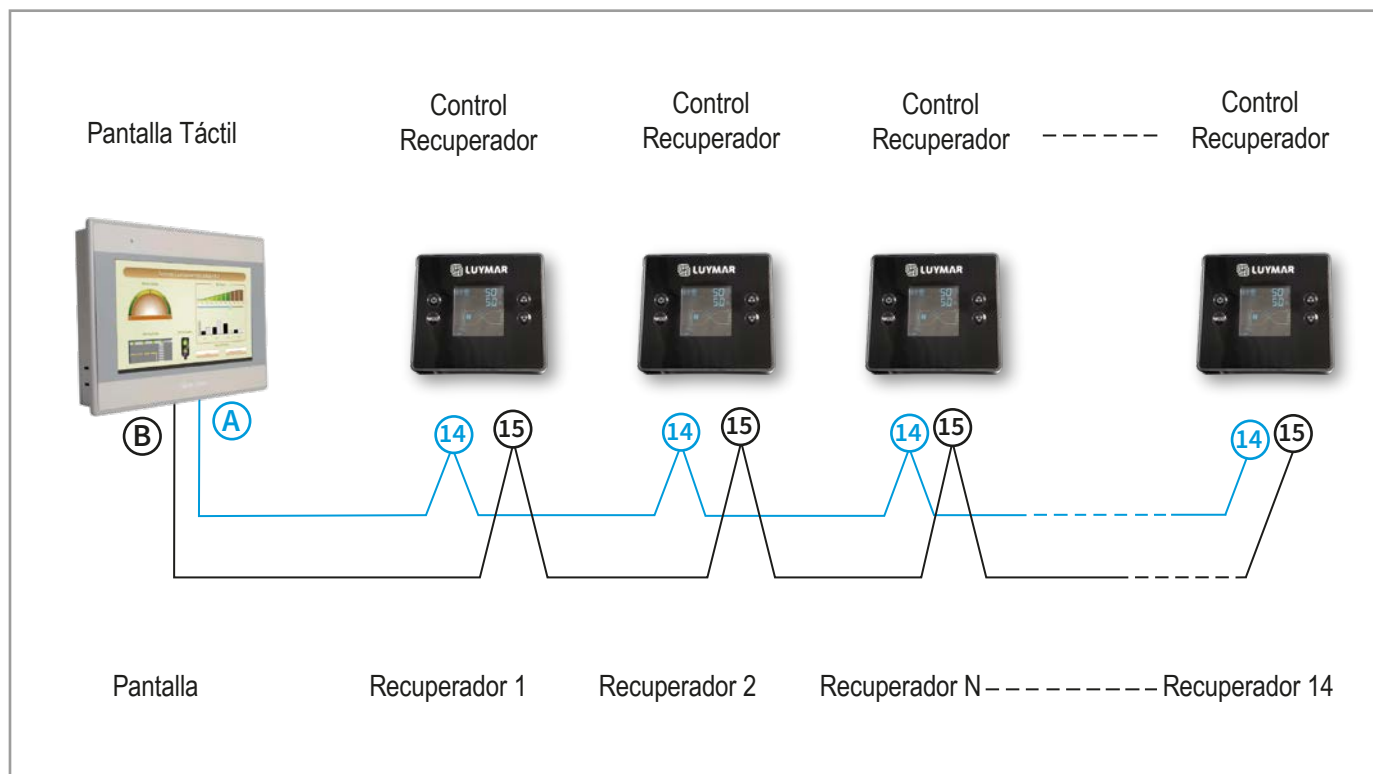 Pantalla Táctil
Control
Recuperador
Control
Recuperador
Control
Recuperador
Control
Recuperador
LUYMAR
LUYMAR
LUYMAR
LUYMAR
B
A
14
15
14
15
14
15
14
15
Pantalla
Recuperador 1
Recuperador 2
Recuperador N
Recuperador 14